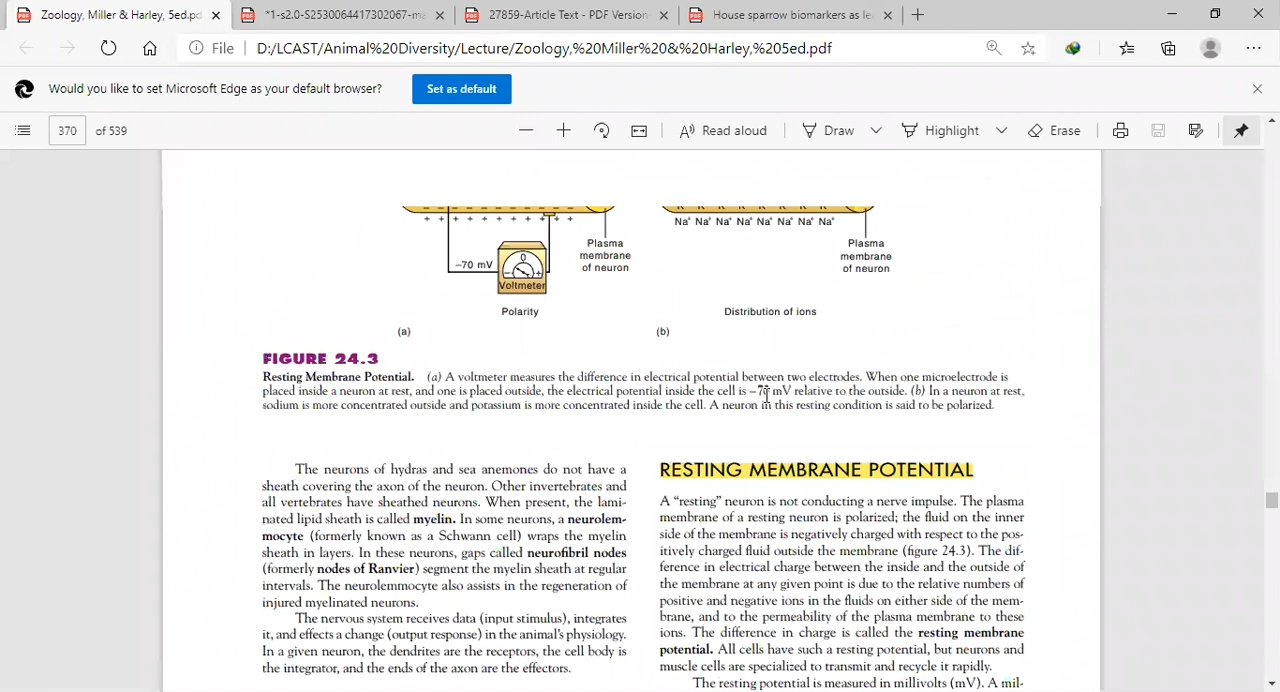 Zoology, Miller & Harley, 5ed.pd
*1-s2.0-S2530064417302067-ma
27859-Article Text - PDF Version
House sparrow biomarkers as le
File D:/LCAST/Animal%20Diversity/Lecture/Zoology,%20Miller%20&%20Harley,%205ed.pdf
Would you like to set Microsoft Edge as your default browser? Set as default
370 of 539 Read aloud Draw Highlight Erase
+ + + + + + + + + + + +
Na+ Na+ Na+ Na+ Na+ Na+ Na+ Na+
Plasma
membrane
of neuron
−70 mV
0
− +
Voltmeter
Polarity
(a)
Plasma
membrane
of neuron
Distribution of ions
(b)
FIGURE 24.3
Resting Membrane Potential. (a) A voltmeter measures the difference in electrical potential between two electrodes. When one microelectrode is
placed inside a neuron at rest, and one is placed outside, the electrical potential inside the cell is −70 mV relative to the outside. (b) In a neuron at rest,
sodium is more concentrated outside and potassium is more concentrated inside the cell. A neuron in this resting condition is said to be polarized.
The neurons of hydras and sea anemones do not have a
sheath covering the axon of the neuron. Other invertebrates and
all vertebrates have sheathed neurons. When present, the lami-
nated lipid sheath is called myelin. In some neurons, a neurolem-
mocyte (formerly known as a Schwann cell) wraps the myelin
sheath in layers. In these neurons, gaps called neurofibril nodes
(formerly nodes of Ranvier) segment the myelin sheath at regular
intervals. The neurolemmocyte also assists in the regeneration of
injured myelinated neurons.
The nervous system receives data (input stimulus), integrates
it, and effects a change (output response) in the animal's physiology.
In a given neuron, the dendrites are the receptors, the cell body is
the integrator, and the ends of the axon are the effectors.
RESTING MEMBRANE POTENTIAL
A “resting” neuron is not conducting a nerve impulse. The plasma
membrane of a resting neuron is polarized; the fluid on the inner
side of the membrane is negatively charged with respect to the pos-
itively charged fluid outside the membrane (figure 24.3). The dif-
ference in electrical charge between the inside and the outside of
the membrane at any given point is due to the relative numbers of
positive and negative ions in the fluids on either side of the mem-
brane, and to the permeability of the plasma membrane to these
ions. The difference in charge is called the resting membrane
potential. All cells have such a resting potential, but neurons and
muscle cells are specialized to transmit and recycle it rapidly.
The resting potential is measured in millivolts (mV). A mil-